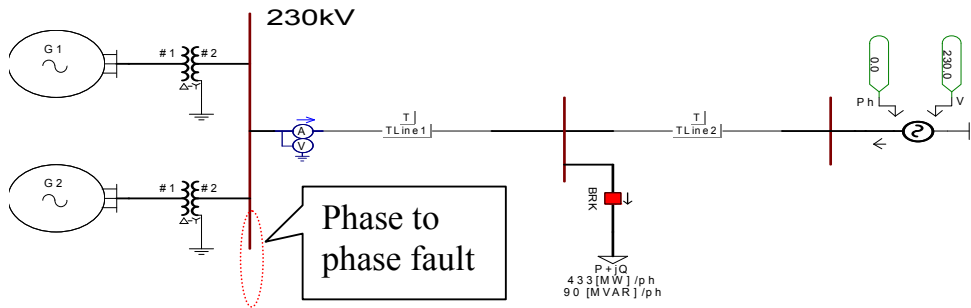 230kV
G1
#1
#2
A
V
T
TLine1
T
TLine2
0.0
230.0
Ph
V
G2
#1
#2
BRK
Phase to
phase fault
P+jQ
433[MW] /ph
90 [MVAR] /ph